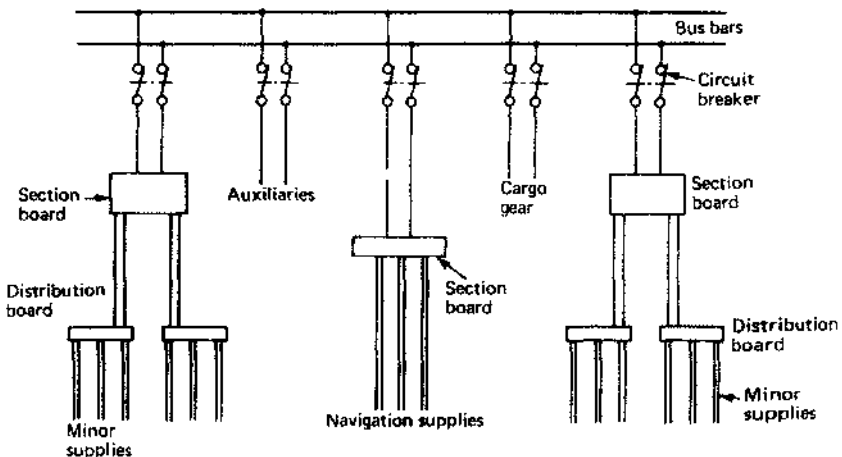 Bus bars
Circuit
breaker
Section
board
Auxiliaries
Cargo
gear
Section
board
Section
board
Distribution
board
Distribution
board
Minor
supplies
Navigation supplies
Minor
supplies